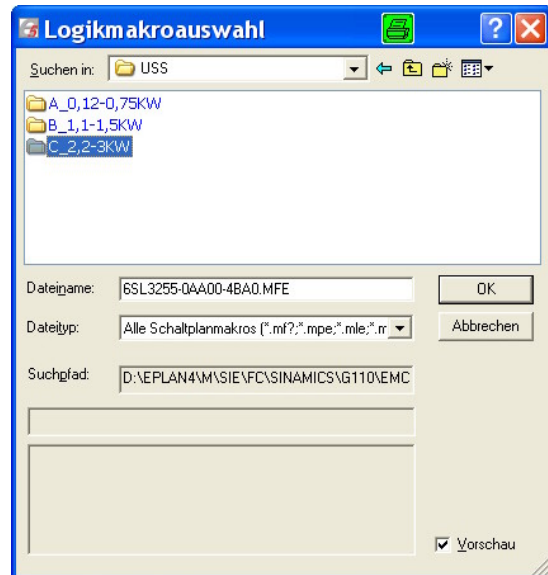 Logikmakroauswahl
Suchen in: USS
A_0,12-0,75KW
B_1,1-1,5KW
C_2,2-3KW
Dateiname: 6SL3255-0AA00-4BA0.MFE OK
Dateityp: Alle Schaltplanmakros (*.mf?;*.mpe;*.mle;*.m Abbrechen
Suchpfad: D:\EPLAN4\M\SIE\FC\SINAMICS\G110\EMC
Vorschau